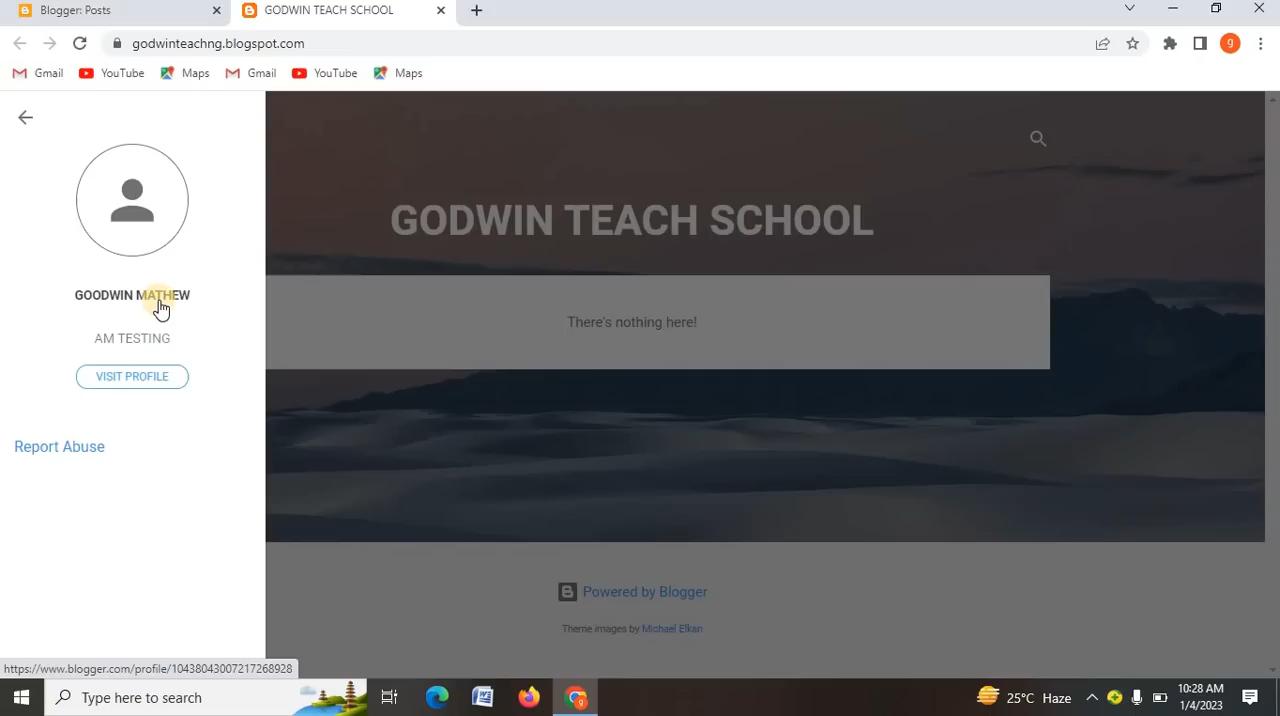 Blogger: Posts
GODWIN TEACH SCHOOL
godwinteachng.blogspot.com
g
Gmail
YouTube
Maps
Gmail
YouTube
Maps
GODWIN TEACH SCHOOL
GOODWIN MATHEW
There's nothing here!
AM TESTING
VISIT PROFILE
Report Abuse
Powered by Blogger
Theme images by Michael Elkan
https://www.blogger.com/profile/10438043007217268928
Type here to search
25°C Haze
10:28 AM
1/4/2023